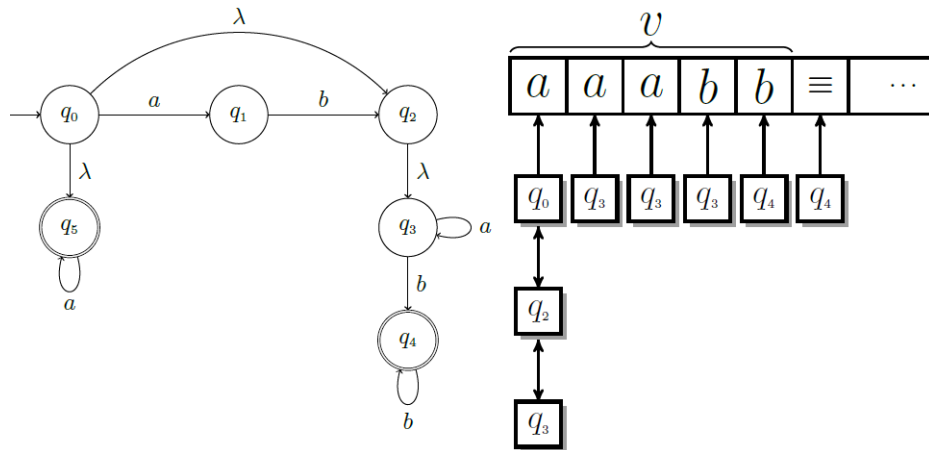 λ
v
a a a b b ≡ ⋯
q₀ a q₁ b q₂
λ λ
q₀ q₃ q₃ q₃ q₄ q₄
q₅ q₃ a
a b
q₂
q₄
b
q₃